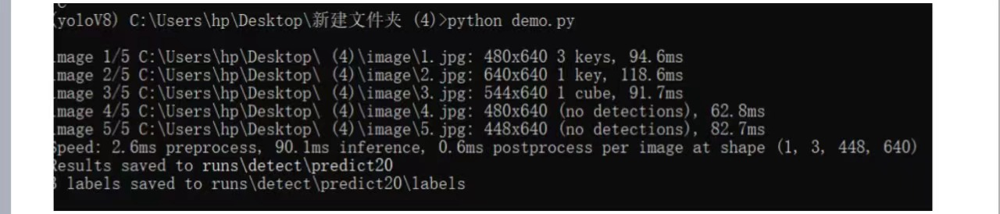 (yoloV8) C:\Users\hp\Desktop\新建文件夹 (4)>python demo.py
image 1/5 C:\Users\hp\Desktop\ (4)\image\1.jpg: 480x640 3 keys, 94.6ms
image 2/5 C:\Users\hp\Desktop\ (4)\image\2.jpg: 640x640 1 key, 118.6ms
image 3/5 C:\Users\hp\Desktop\ (4)\image\3.jpg: 544x640 1 cube, 91.7ms
image 4/5 C:\Users\hp\Desktop\ (4)\image\4.jpg: 480x640 (no detections), 62.8ms
image 5/5 C:\Users\hp\Desktop\ (4)\image\5.jpg: 448x640 (no detections), 82.7ms
Speed: 2.6ms preprocess, 90.1ms inference, 0.6ms postprocess per image at shape (1, 3, 448, 640)
Results saved to runs\detect\predict20
3 labels saved to runs\detect\predict20\labels